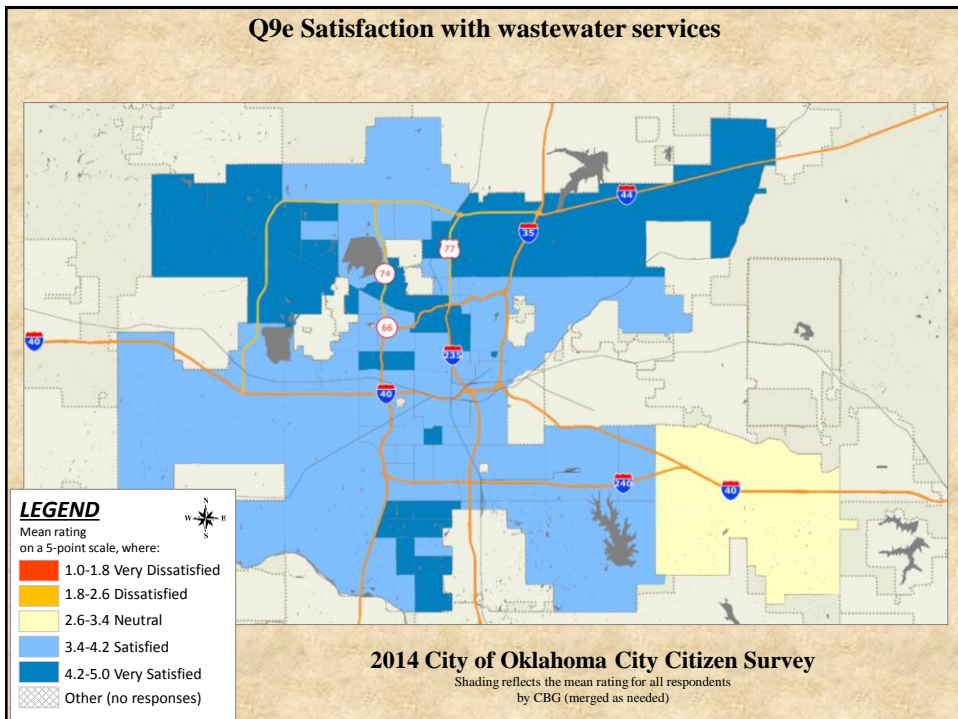 Q9e Satisfaction with wastewater services
44
35
77
74
66
40
235
40
240
40
LEGEND
N
W E
S
Mean rating
on a 5-point scale, where:
1.0-1.8 Very Dissatisfied
1.8-2.6 Dissatisfied
2.6-3.4 Neutral
3.4-4.2 Satisfied
4.2-5.0 Very Satisfied
Other (no responses)
2014 City of Oklahoma City Citizen Survey
Shading reflects the mean rating for all respondents
by CBG (merged as needed)